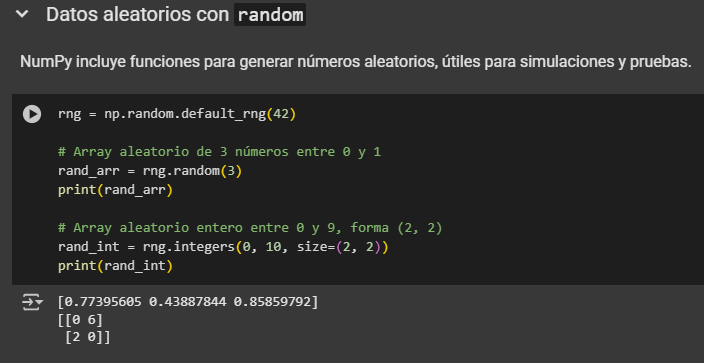 Datos aleatorios con random
NumPy incluye funciones para generar números aleatorios, útiles para simulaciones y pruebas.
rng = np.random.default_rng(42)
# Array aleatorio de 3 números entre 0 y 1
rand_arr = rng.random(3)
print(rand_arr)
# Array aleatorio entero entre 0 y 9, forma (2, 2)
rand_int = rng.integers(0, 10, size=(2, 2))
print(rand_int)
[0.77395605 0.43887844 0.85859792]
[[0 6]
 [2 0]]